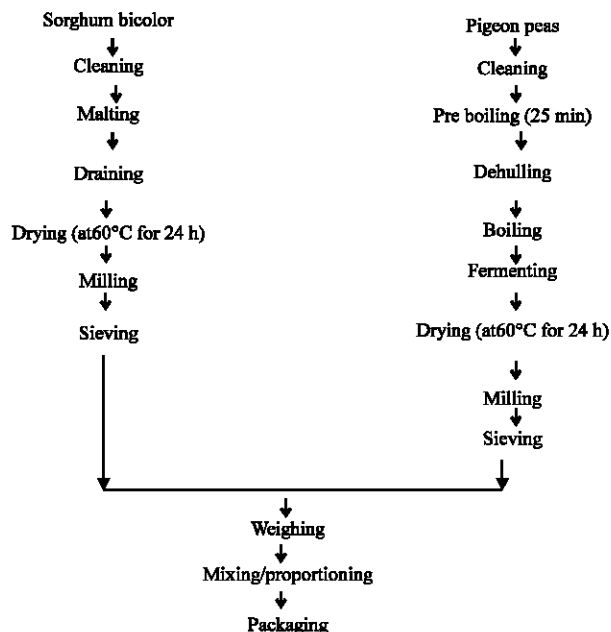 Sorghum bicolor
Cleaning
Malting
Draining
Drying (at60°C for 24 h)
Milling
Sieving
Pigeon peas
Cleaning
Pre boiling (25 min)
Dehulling
Boiling
Fermenting
Drying (at60°C for 24 h)
Milling
Sieving
Weighing
Mixing/proportioning
Packaging